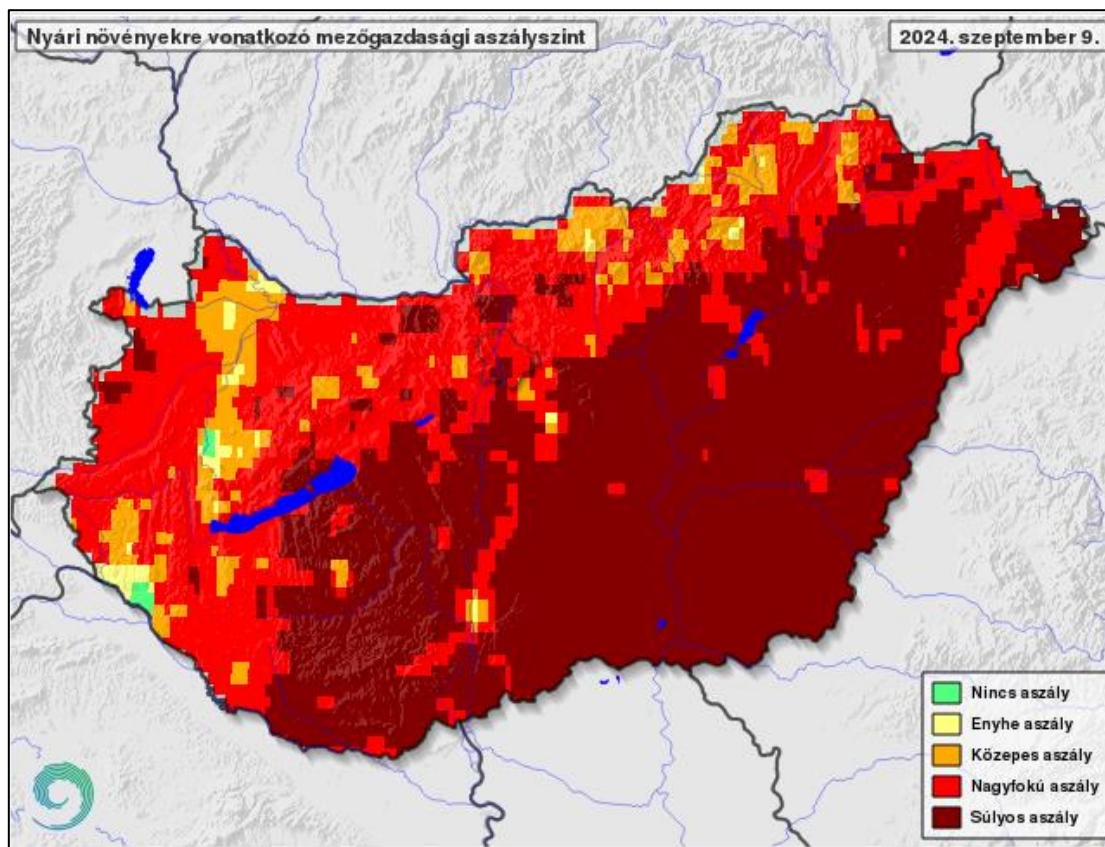 Nyári növényekre vonatkozó mezőgazdasági aszályszint
2024. szeptember 9.
Nincs aszály
Enyhe aszály
Közepes aszály
Nagyfokú aszály
Súlyos aszály